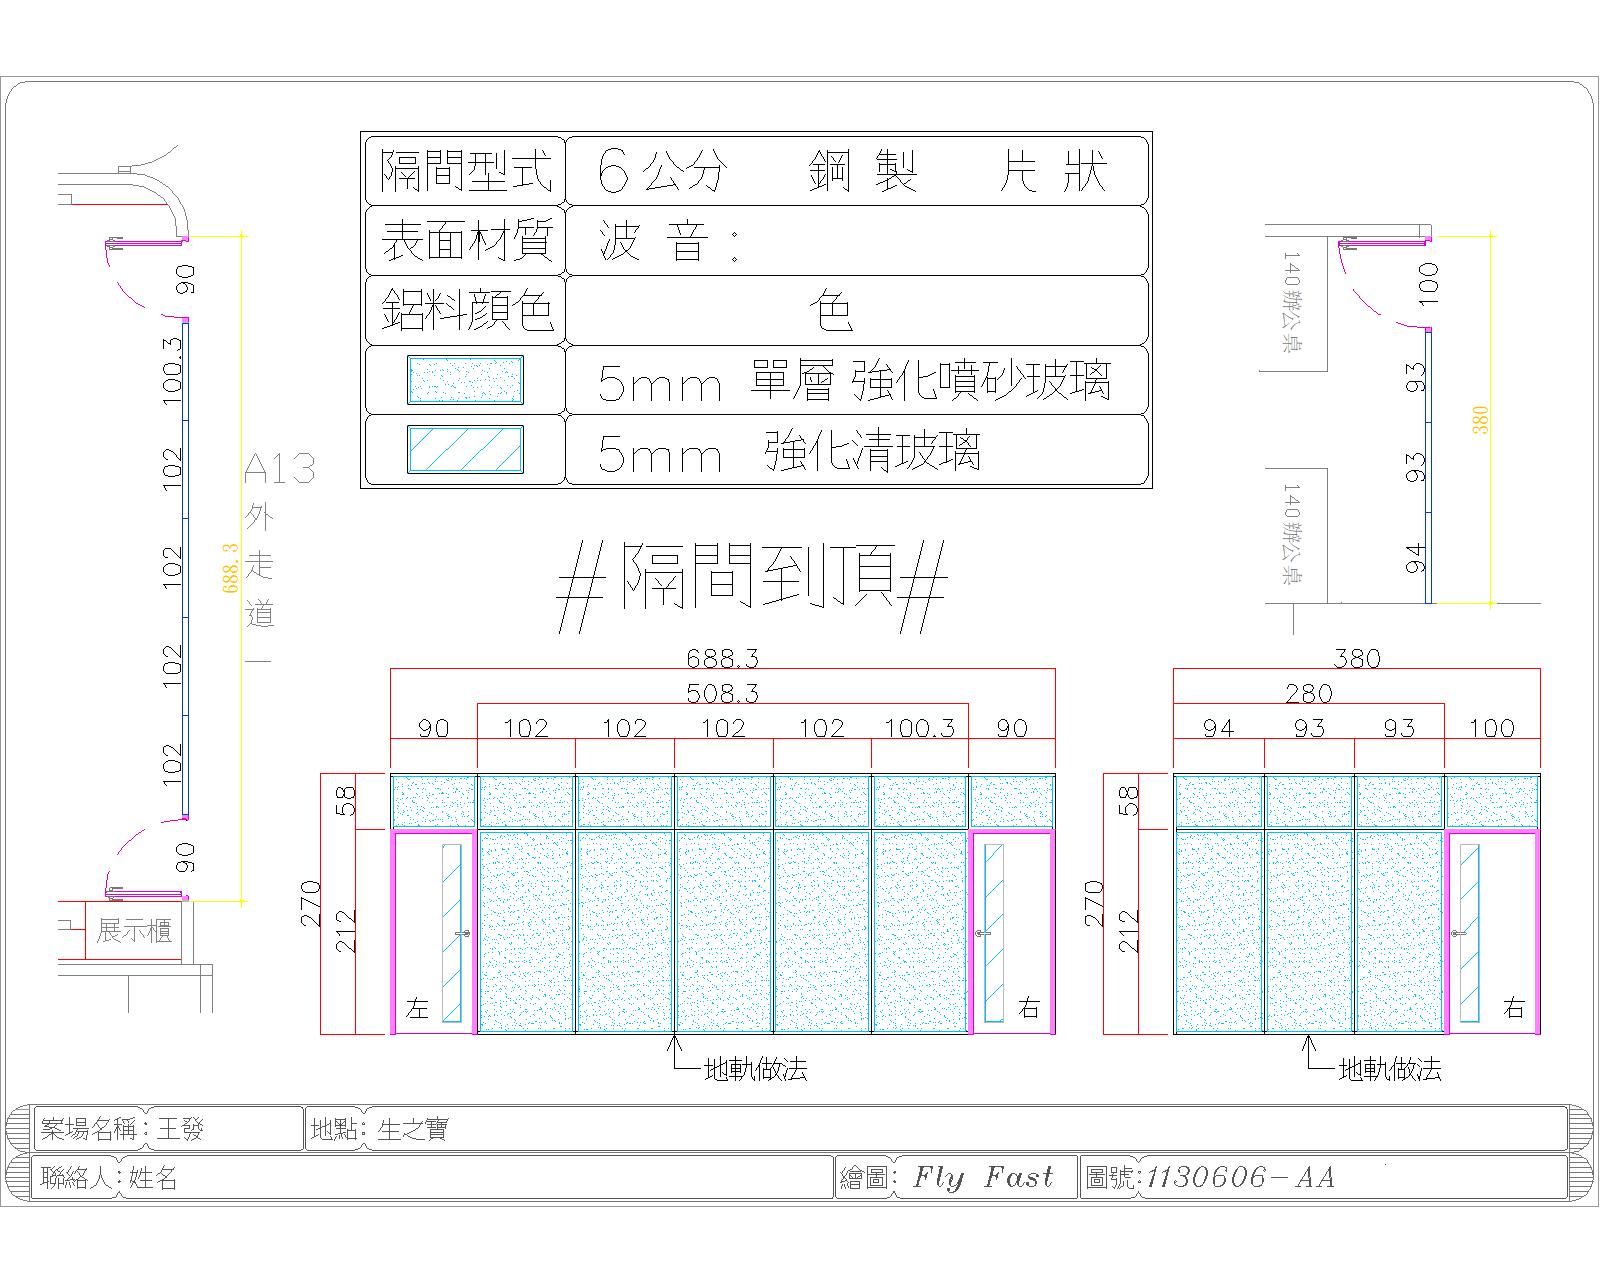 隔間型式 6公分 鋼製 片狀
表面材質 波音:
鋁料顏色 色
5mm 單層 強化噴砂玻璃
5mm 強化清玻璃
#隔間到頂#
90
100.3
102
102
102
102
90
688.3
A13
外
走
道
一
展示櫃
140辦公桌
140辦公桌
100
93
93
94
380
688.3
508.3
90 102 102 102 102 100.3 90
58
270
212
左
右
地軌做法
380
280
94 93 93 100
58
270
212
右
地軌做法
案場名稱:王發 地點:生之寶
聯絡人:姓名 繪圖: Fly Fast 圖號:1130606-AA